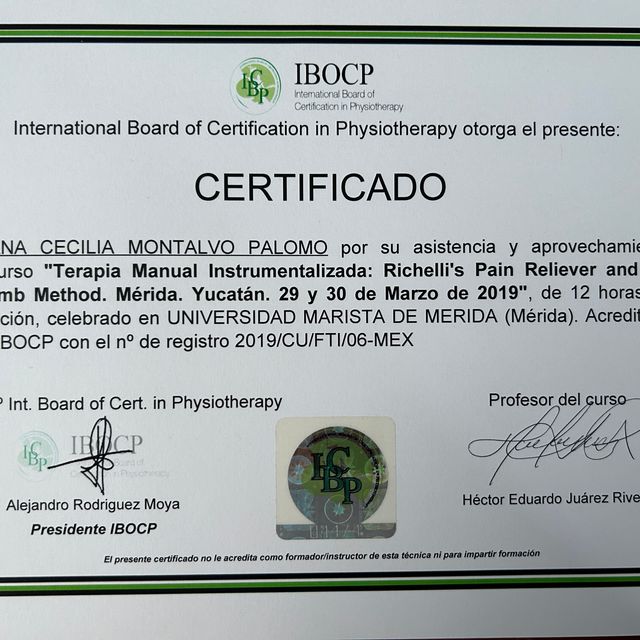 IBOCP
International Board of
Certification in Physiotherapy
International Board of Certification in Physiotherapy otorga el presente:
CERTIFICADO
NA CECILIA MONTALVO PALOMO por su asistencia y aprovechamie
urso "Terapia Manual Instrumentalizada: Richelli's Pain Reliever and
mb Method. Mérida. Yucatán. 29 y 30 de Marzo de 2019", de 12 horas
ción, celebrado en UNIVERSIDAD MARISTA DE MERIDA (Mérida). Acredit
BOCP con el nº de registro 2019/CU/FTI/06-MEX
º Int. Board of Cert. in Physiotherapy
Profesor del curso
IBOCP
Alejandro Rodriguez Moya
Presidente IBOCP
Héctor Eduardo Juárez Rive
El presente certificado no le acredita como formador/instructor de esta técnica ni para impartir formación